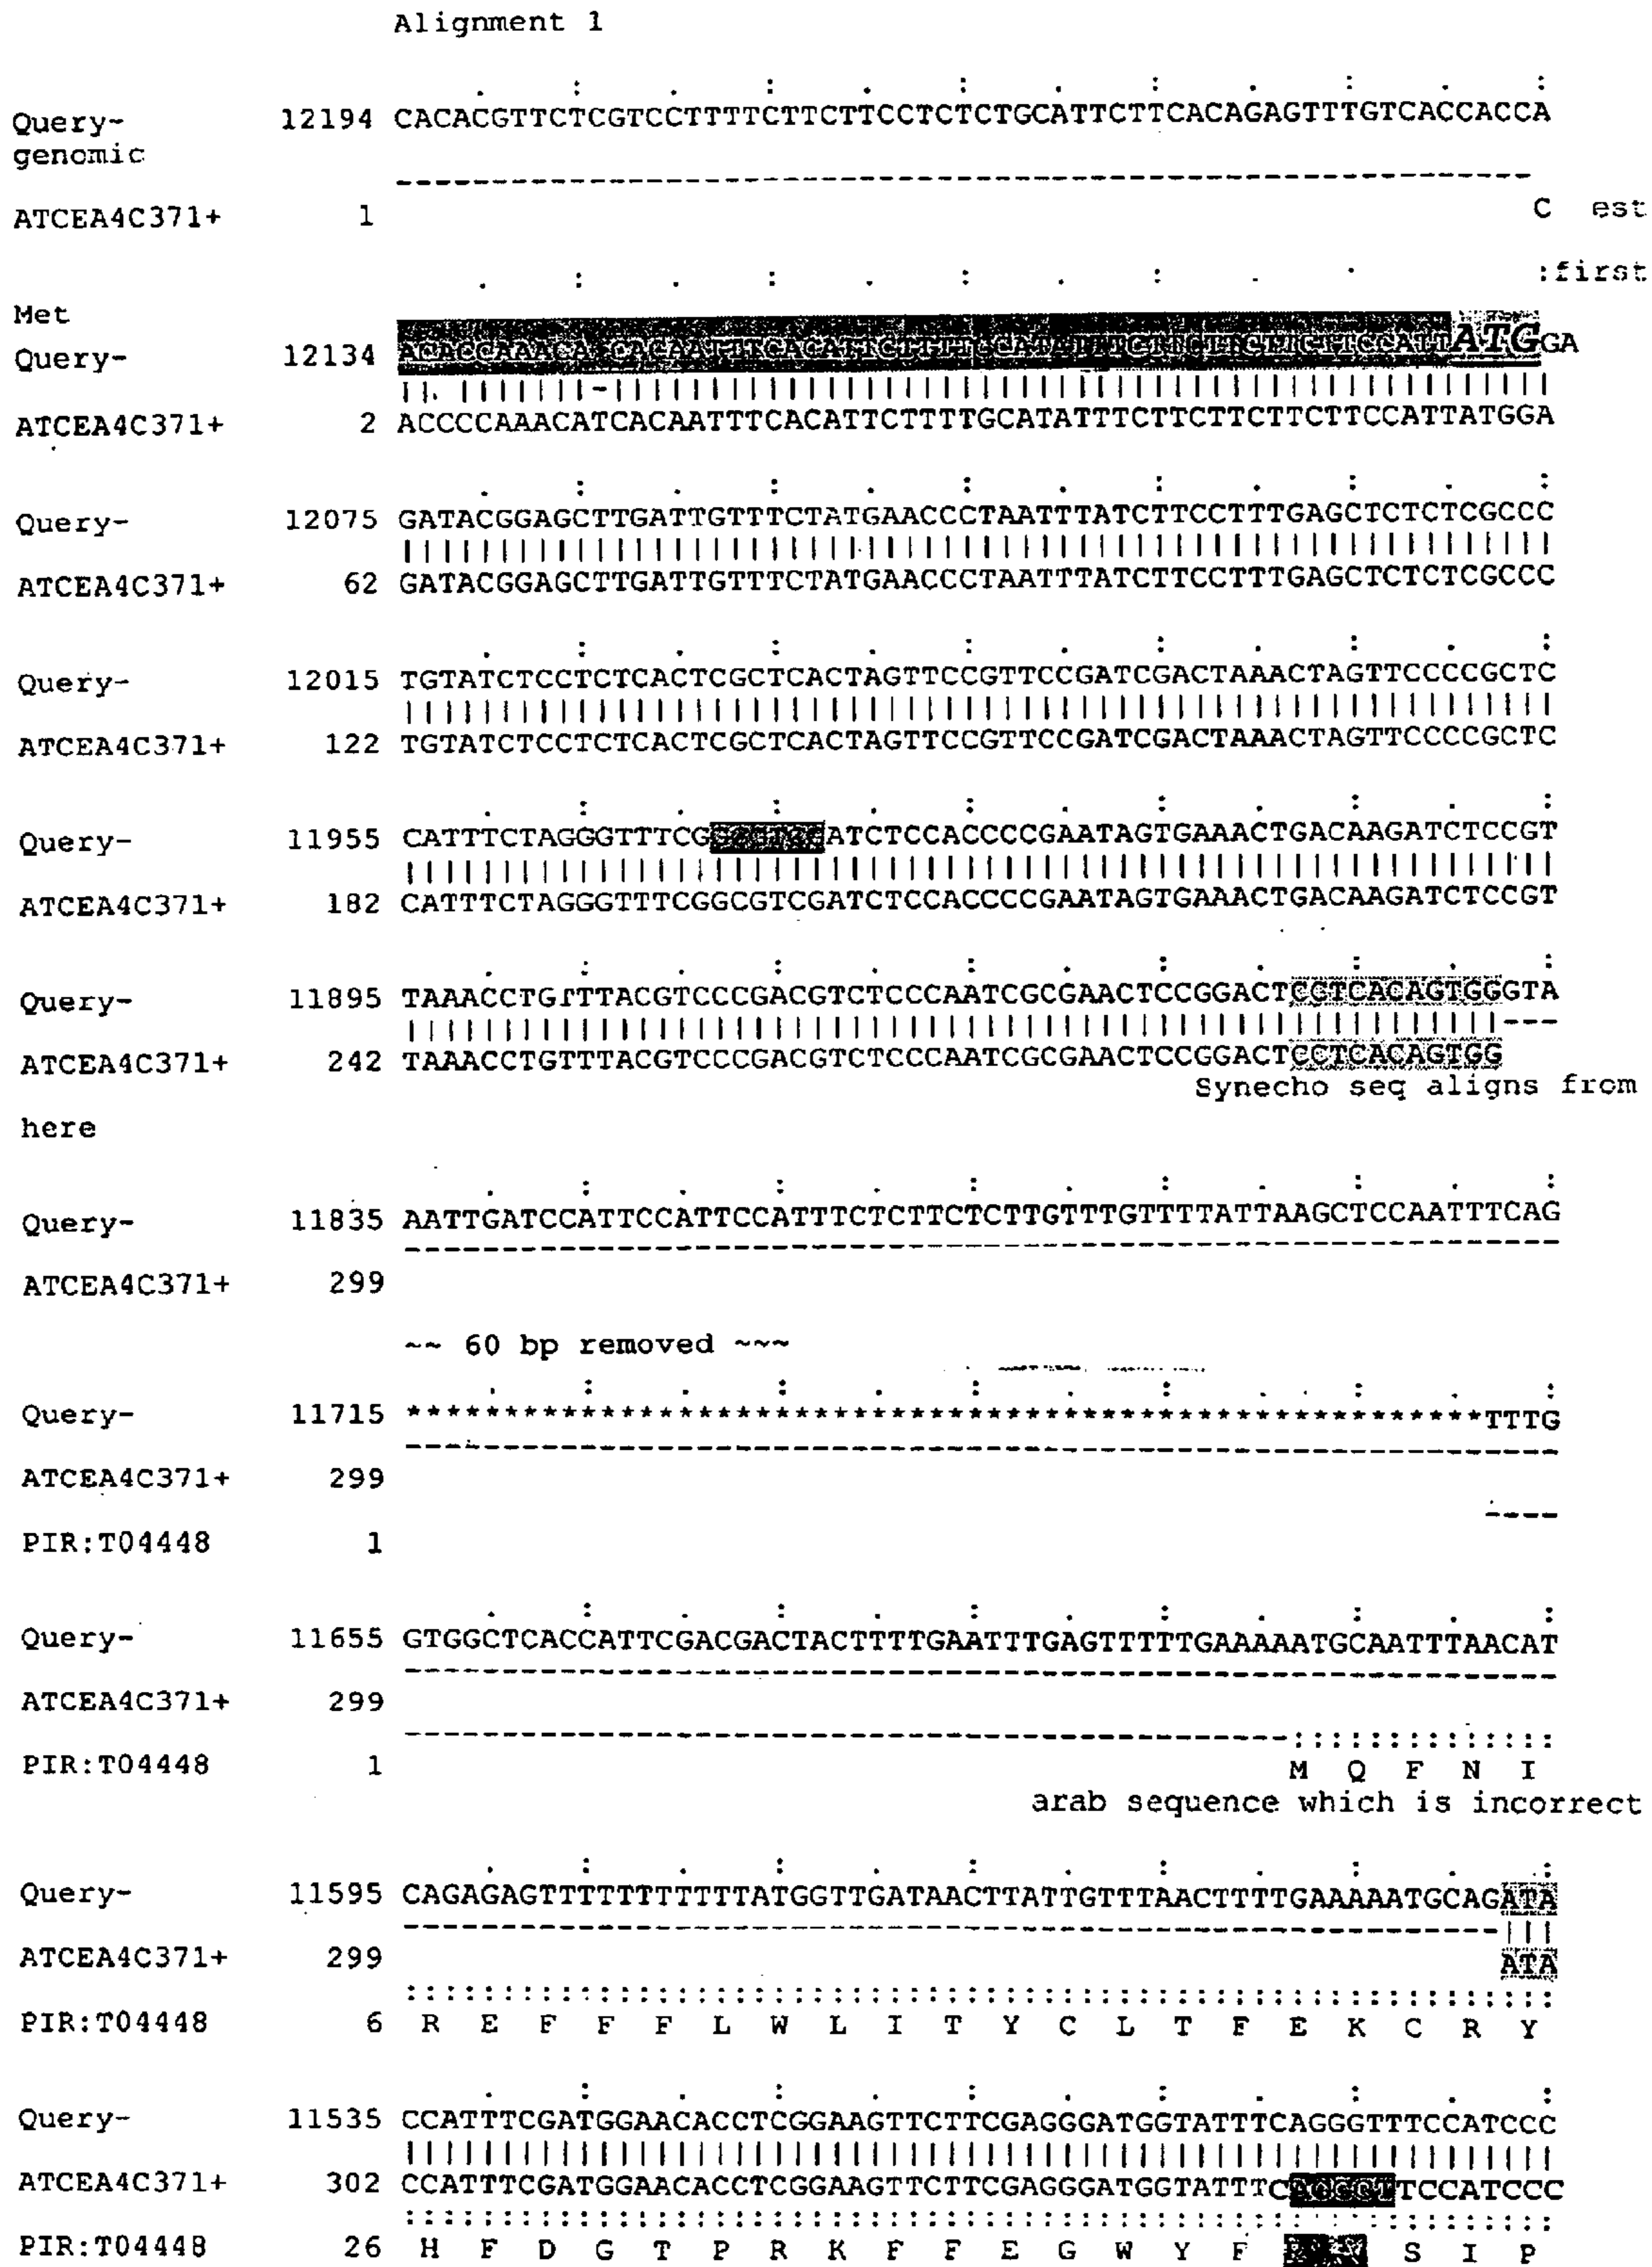 Alignment 1
Query- 12194 CACACGTTCTCGTCCTTTTCTTCTTCCTCTCTGCATTCTTCACAGAGTTTGTCACCACCA
genomic
ATCEA4C371+ 1 C est
:first
Met
Query- 12134 ATGGA
ATCEA4C371+ 2 ACCCCAAACATCACAATTTCACATTCTTTTGCATATTTCTTCTTCTTCTTCCATTATGGA
Query- 12075 GATACGGAGCTTGATTGTTTCTATGAACCCTAATTTATCTTCCTTTGAGCTCTCTCGCCC
ATCEA4C371+ 62 GATACGGAGCTTGATTGTTTCTATGAACCCTAATTTATCTTCCTTTGAGCTCTCTCGCCC
Query- 12015 TGTATCTCCTCTCACTCGCTCACTAGTTCCGTTCCGATCGACTAAACTAGTTCCCCGCTC
ATCEA4C371+ 122 TGTATCTCCTCTCACTCGCTCACTAGTTCCGTTCCGATCGACTAAACTAGTTCCCCGCTC
Query- 11955 CATTTCTAGGGTTTCG ATCTCCACCCCGAATAGTGAAACTGACAAGATCTCCGT
ATCEA4C371+ 182 CATTTCTAGGGTTTCGGCGTCGATCTCCACCCCGAATAGTGAAACTGACAAGATCTCCGT
Query- 11895 TAAACCTGTTTACGTCCCGACGTCTCCCAATCGCGAACTCCGGACTCCTCACAGTGGGTA
ATCEA4C371+ 242 TAAACCTGTTTACGTCCCGACGTCTCCCAATCGCGAACTCCGGACTCCTCACAGTGG
Synecho seq aligns from
here
Query- 11835 AATTGATCCATTCCATTCCATTTCTCTTCTCTTGTTTGTTTTATTAAGCTCCAATTTCAG
ATCEA4C371+ 299
~~ 60 bp removed ~~~
Query- 11715 ********************************************************TTTG
ATCEA4C371+ 299
PIR:T04448 1
Query- 11655 GTGGCTCACCATTCGACGACTACTTTTGAATTTGAGTTTTTGAAAAATGCAATTTAACAT
ATCEA4C371+ 299
PIR:T04448 1 M Q F N I
arab sequence which is incorrect
Query- 11595 CAGAGAGTTTTTTTTTTTATGGTTGATAACTTATTGTTTAACTTTTGAAAAATGCAGATA
ATCEA4C371+ 299 ATA
PIR:T04448 6 R E F F F L W L I T Y C L T F E K C R Y
Query- 11535 CCATTTCGATGGAACACCTCGGAAGTTCTTCGAGGGATGGTATTTCAGGGTTTCCATCCC
ATCEA4C371+ 302 CCATTTCGATGGAACACCTCGGAAGTTCTTCGAGGGATGGTATTTCAGGGTTTCCATCCC
PIR:T04448 26 H F D G T P R K F F E G W Y F S I P